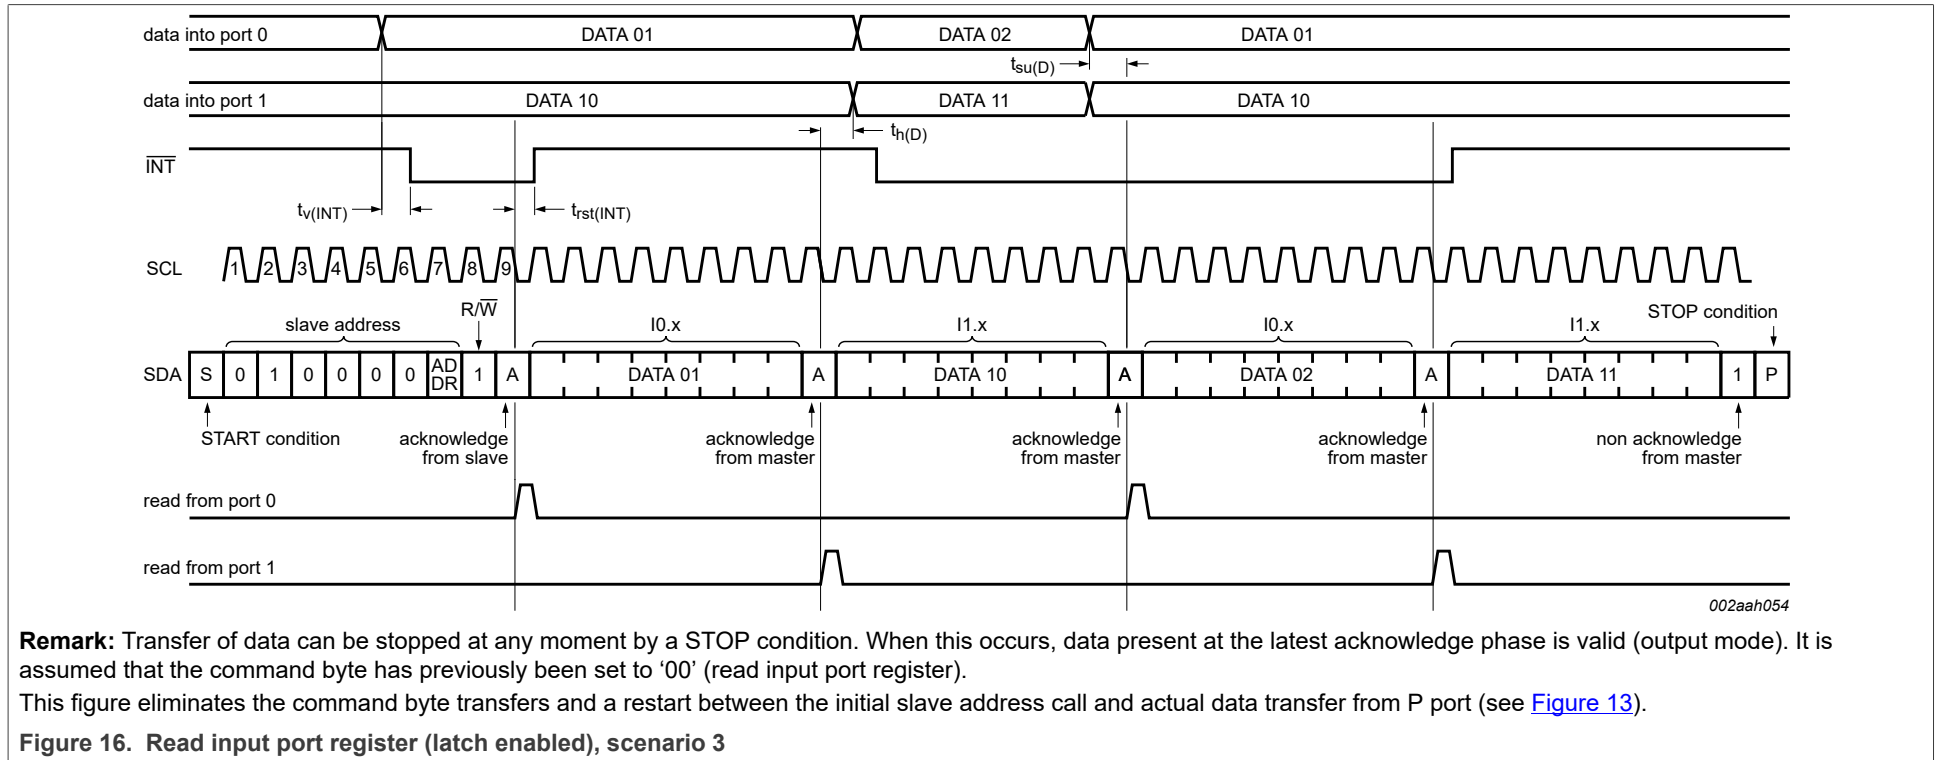 data into port 0
DATA 01
DATA 02
DATA 01
tsu(D)
data into port 1
DATA 10
DATA 11
DATA 10
th(D)
INT
tv(INT)
trst(INT)
SCL
1 2 3 4 5 6 7 8 9
R/W
STOP condition
slave address
I0.x
I1.x
I0.x
I1.x
SDA
S 0 1 0 0 0 0 AD DR 1 A DATA 01 A DATA 10 A DATA 02 A DATA 11 1 P
START condition
acknowledge
from slave
acknowledge
from master
acknowledge
from master
acknowledge
from master
non acknowledge
from master
read from port 0
read from port 1
002aah054
Remark: Transfer of data can be stopped at any moment by a STOP condition. When this occurs, data present at the latest acknowledge phase is valid (output mode). It is
assumed that the command byte has previously been set to ‘00’ (read input port register).
This figure eliminates the command byte transfers and a restart between the initial slave address call and actual data transfer from P port (see Figure 13).
Figure 16. Read input port register (latch enabled), scenario 3